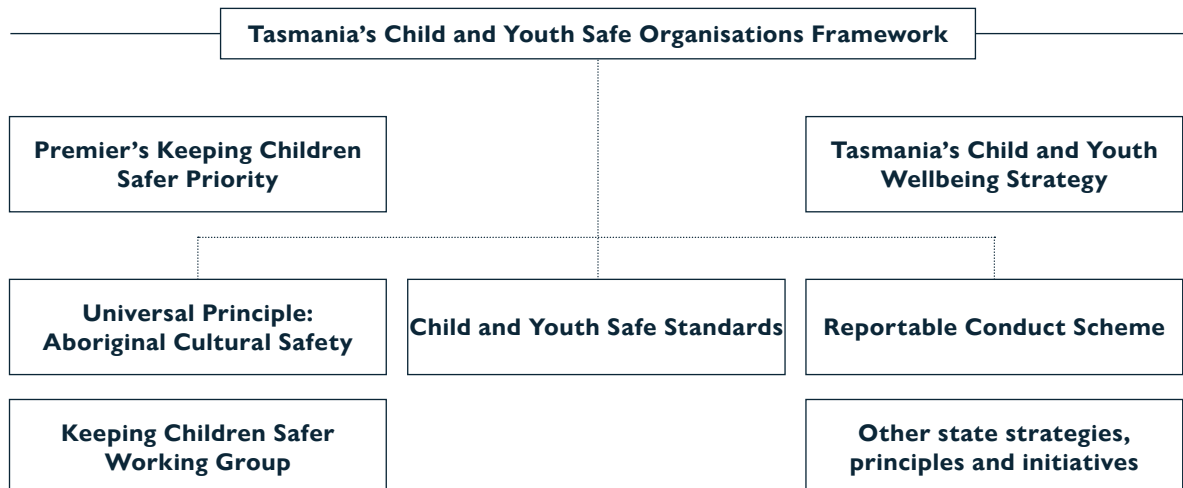 Tasmania’s Child and Youth Safe Organisations Framework
Premier’s Keeping Children
Safer Priority
Tasmania’s Child and Youth
Wellbeing Strategy
Universal Principle:
Aboriginal Cultural Safety
Child and Youth Safe Standards
Reportable Conduct Scheme
Keeping Children Safer
Working Group
Other state strategies,
principles and initiatives